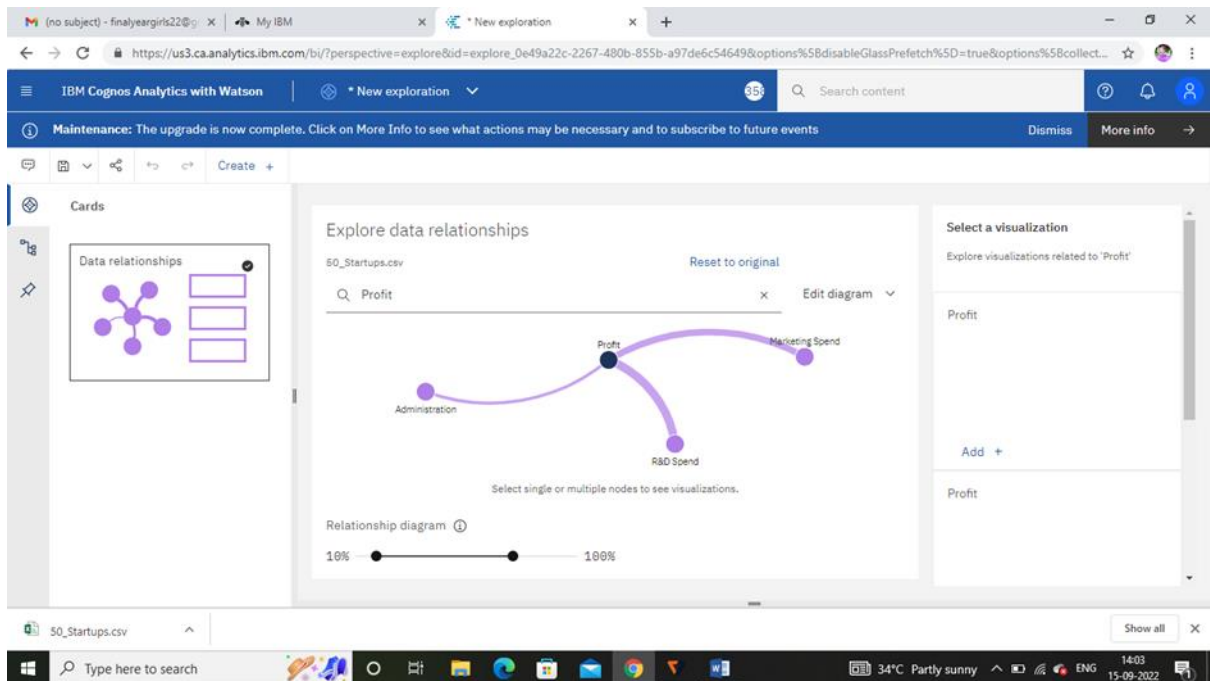 (no subject) - finalyeargirls22@g
My IBM
* New exploration
https://us3.ca.analytics.ibm.com/bi/?perspective=explore&id=explore_0e49a22c-2267-480b-855b-a97de6c54649&options%5BdisableGlassPrefetch%5D=true&options%5Bcollect...
IBM Cognos Analytics with Watson
* New exploration
Search content
Maintenance: The upgrade is now complete. Click on More Info to see what actions may be necessary and to subscribe to future events
Dismiss
More info
Create +
Cards
Data relationships
Explore data relationships
50_Startups.csv
Reset to original
Profit
Edit diagram
Profit
Marketing Spend
Administration
R&D Spend
Select single or multiple nodes to see visualizations.
Relationship diagram
10%
100%
Select a visualization
Explore visualizations related to 'Profit'
Profit
Add +
Profit
50_Startups.csv
Show all
Type here to search
34°C Partly sunny
ENG
14:03
15-09-2022